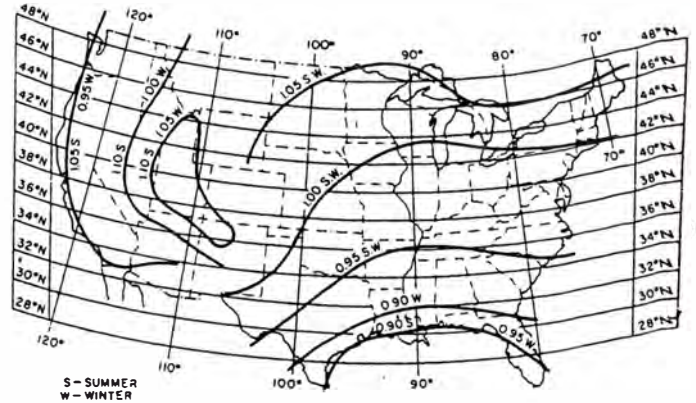 48°N
46°N
44°N
42°N
40°N
38°N
36°N
34°N
32°N
30°N
28°N
120°
110°
100°
90°
80°
70°
48°N
46°N
44°N
42°N
40°N
38°N
36°N
34°N
32°N
30°N
28°N
70°
120°
110°
100°
90°
0.95 W
1.05 S
1.00 W
1.10 S
1.05 W
1.10 S
1.05 S.W.
1.00 S.W.
0.95 S.W
0.90 W
0.90 S
0.95 W
S-SUMMER
W-WINTER